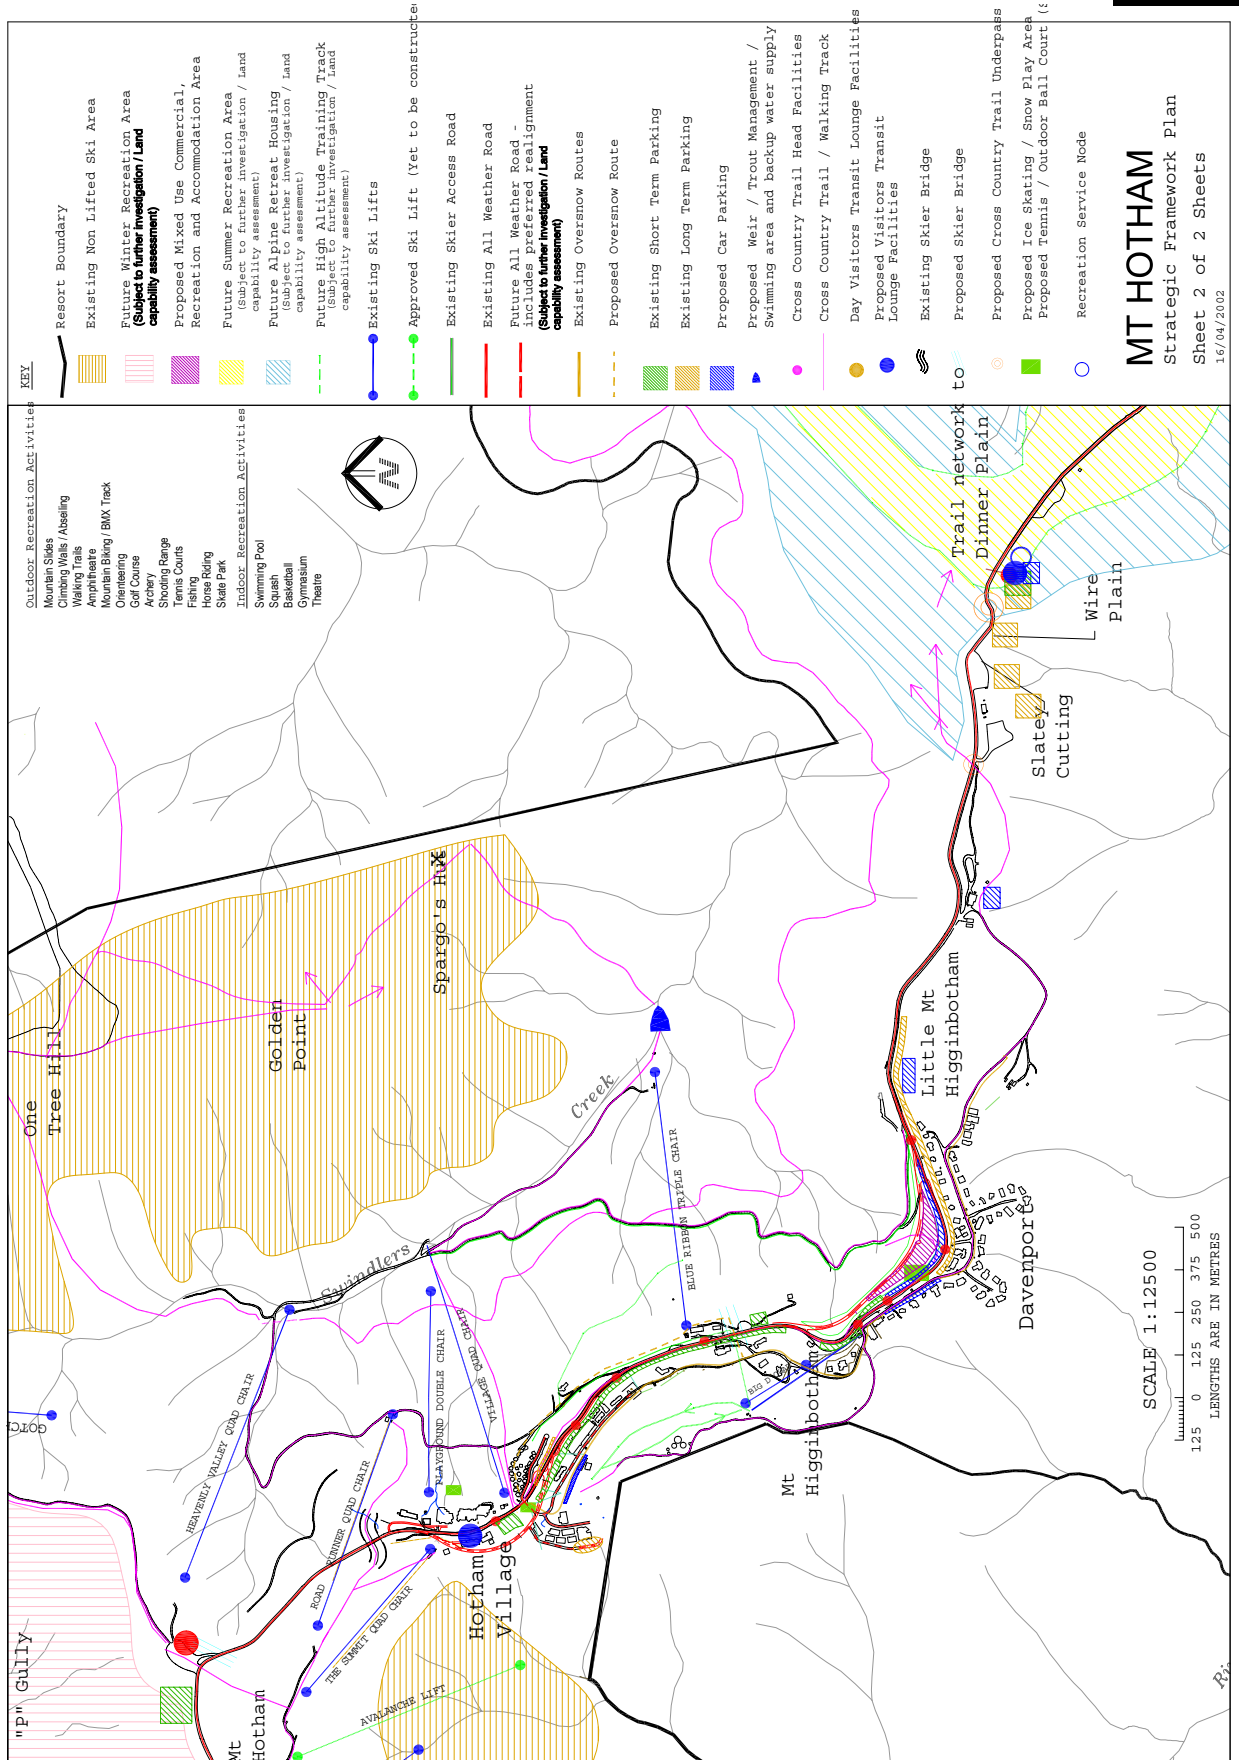 KEY
Resort Boundary
Existing Non Lifted Ski Area
Future Winter Recreation Area
(Subject to further investigation / Land
capability assessment)
Proposed Mixed Use Commercial,
Recreation and Accommodation Area
Future Summer Recreation Area
(Subject to further investigation / Land
capability assessment)
Future Alpine Retreat Housing
(Subject to further investigation / Land
capability assessment)
Future High Altitude Training Track
(Subject to further investigation / Land
capability assessment)
Existing Ski Lifts
Approved Ski Lift (Yet to be constructed
Existing Skier Access Road
Existing All Weather Road
Future All Weather Road -
includes preferred realignment
(Subject to further investigation / Land
capability assessment)
Existing Oversnow Routes
Proposed Oversnow Route
Existing Short Term Parking
Existing Long Term Parking
Proposed Car Parking
Proposed Weir / Trout Management /
Swimming area and backup water supply
Cross Country Trail Head Facilities
Cross Country Trail / Walking Track
Day Visitors Transit Lounge Facilities
Proposed Visitors Transit
Lounge Facilities
Existing Skier Bridge
Proposed Skier Bridge
Proposed Cross Country Trail Underpass
Proposed Ice Skating / Snow Play Area
Proposed Tennis / Outdoor Ball Court (s
Recreation Service Node
MT HOTHAM
Strategic Framework Plan
Sheet 2 of 2 Sheets
16/04/2002
Outdoor Recreation Activities
Mountain Slides
Climbing Walls / Abseiling
Walking Trails
Amphitheatre
Mountain Biking / BMX Track
Orienteering
Golf Course
Archery
Shooting Range
Tennis Courts
Fishing
Horse Riding
Skate Park
Indoor Recreation Activities
Swimming Pool
Squash
Basketball
Gymnasium
Theatre
N
Trail network to
Dinner Plain
Wire
Plain
Slatey
Cutting
Spargo's Hut
Golden
Point
One
Tree Hill
Little Mt
Higginbotham
Creek
Swindlers
BLUE RIBBON TRIPLE CHAIR
PLAYGROUND DOUBLE CHAIR
VILLAGE QUAD CHAIR
HEAVENLY VALLEY QUAD CHAIR
ROAD RUNNER QUAD CHAIR
THE SUMMIT QUAD CHAIR
AVALANCHE LIFT
BIG D
GOTCH
Davenport
Mt
Higginbotham
Hotham
Village
"P" Gully
Mt
Hotham
SCALE 1:12500
125 0 125 250 375 500
LENGTHS ARE IN METRES